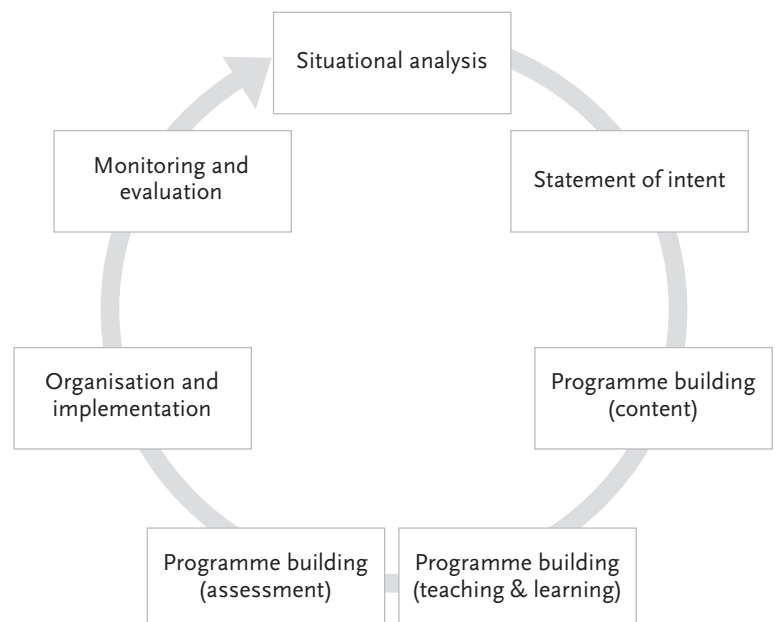 Situational analysis
Statement of intent
Programme building
(content)
Programme building
(teaching & learning)
Programme building
(assessment)
Organisation and
implementation
Monitoring and
evaluation